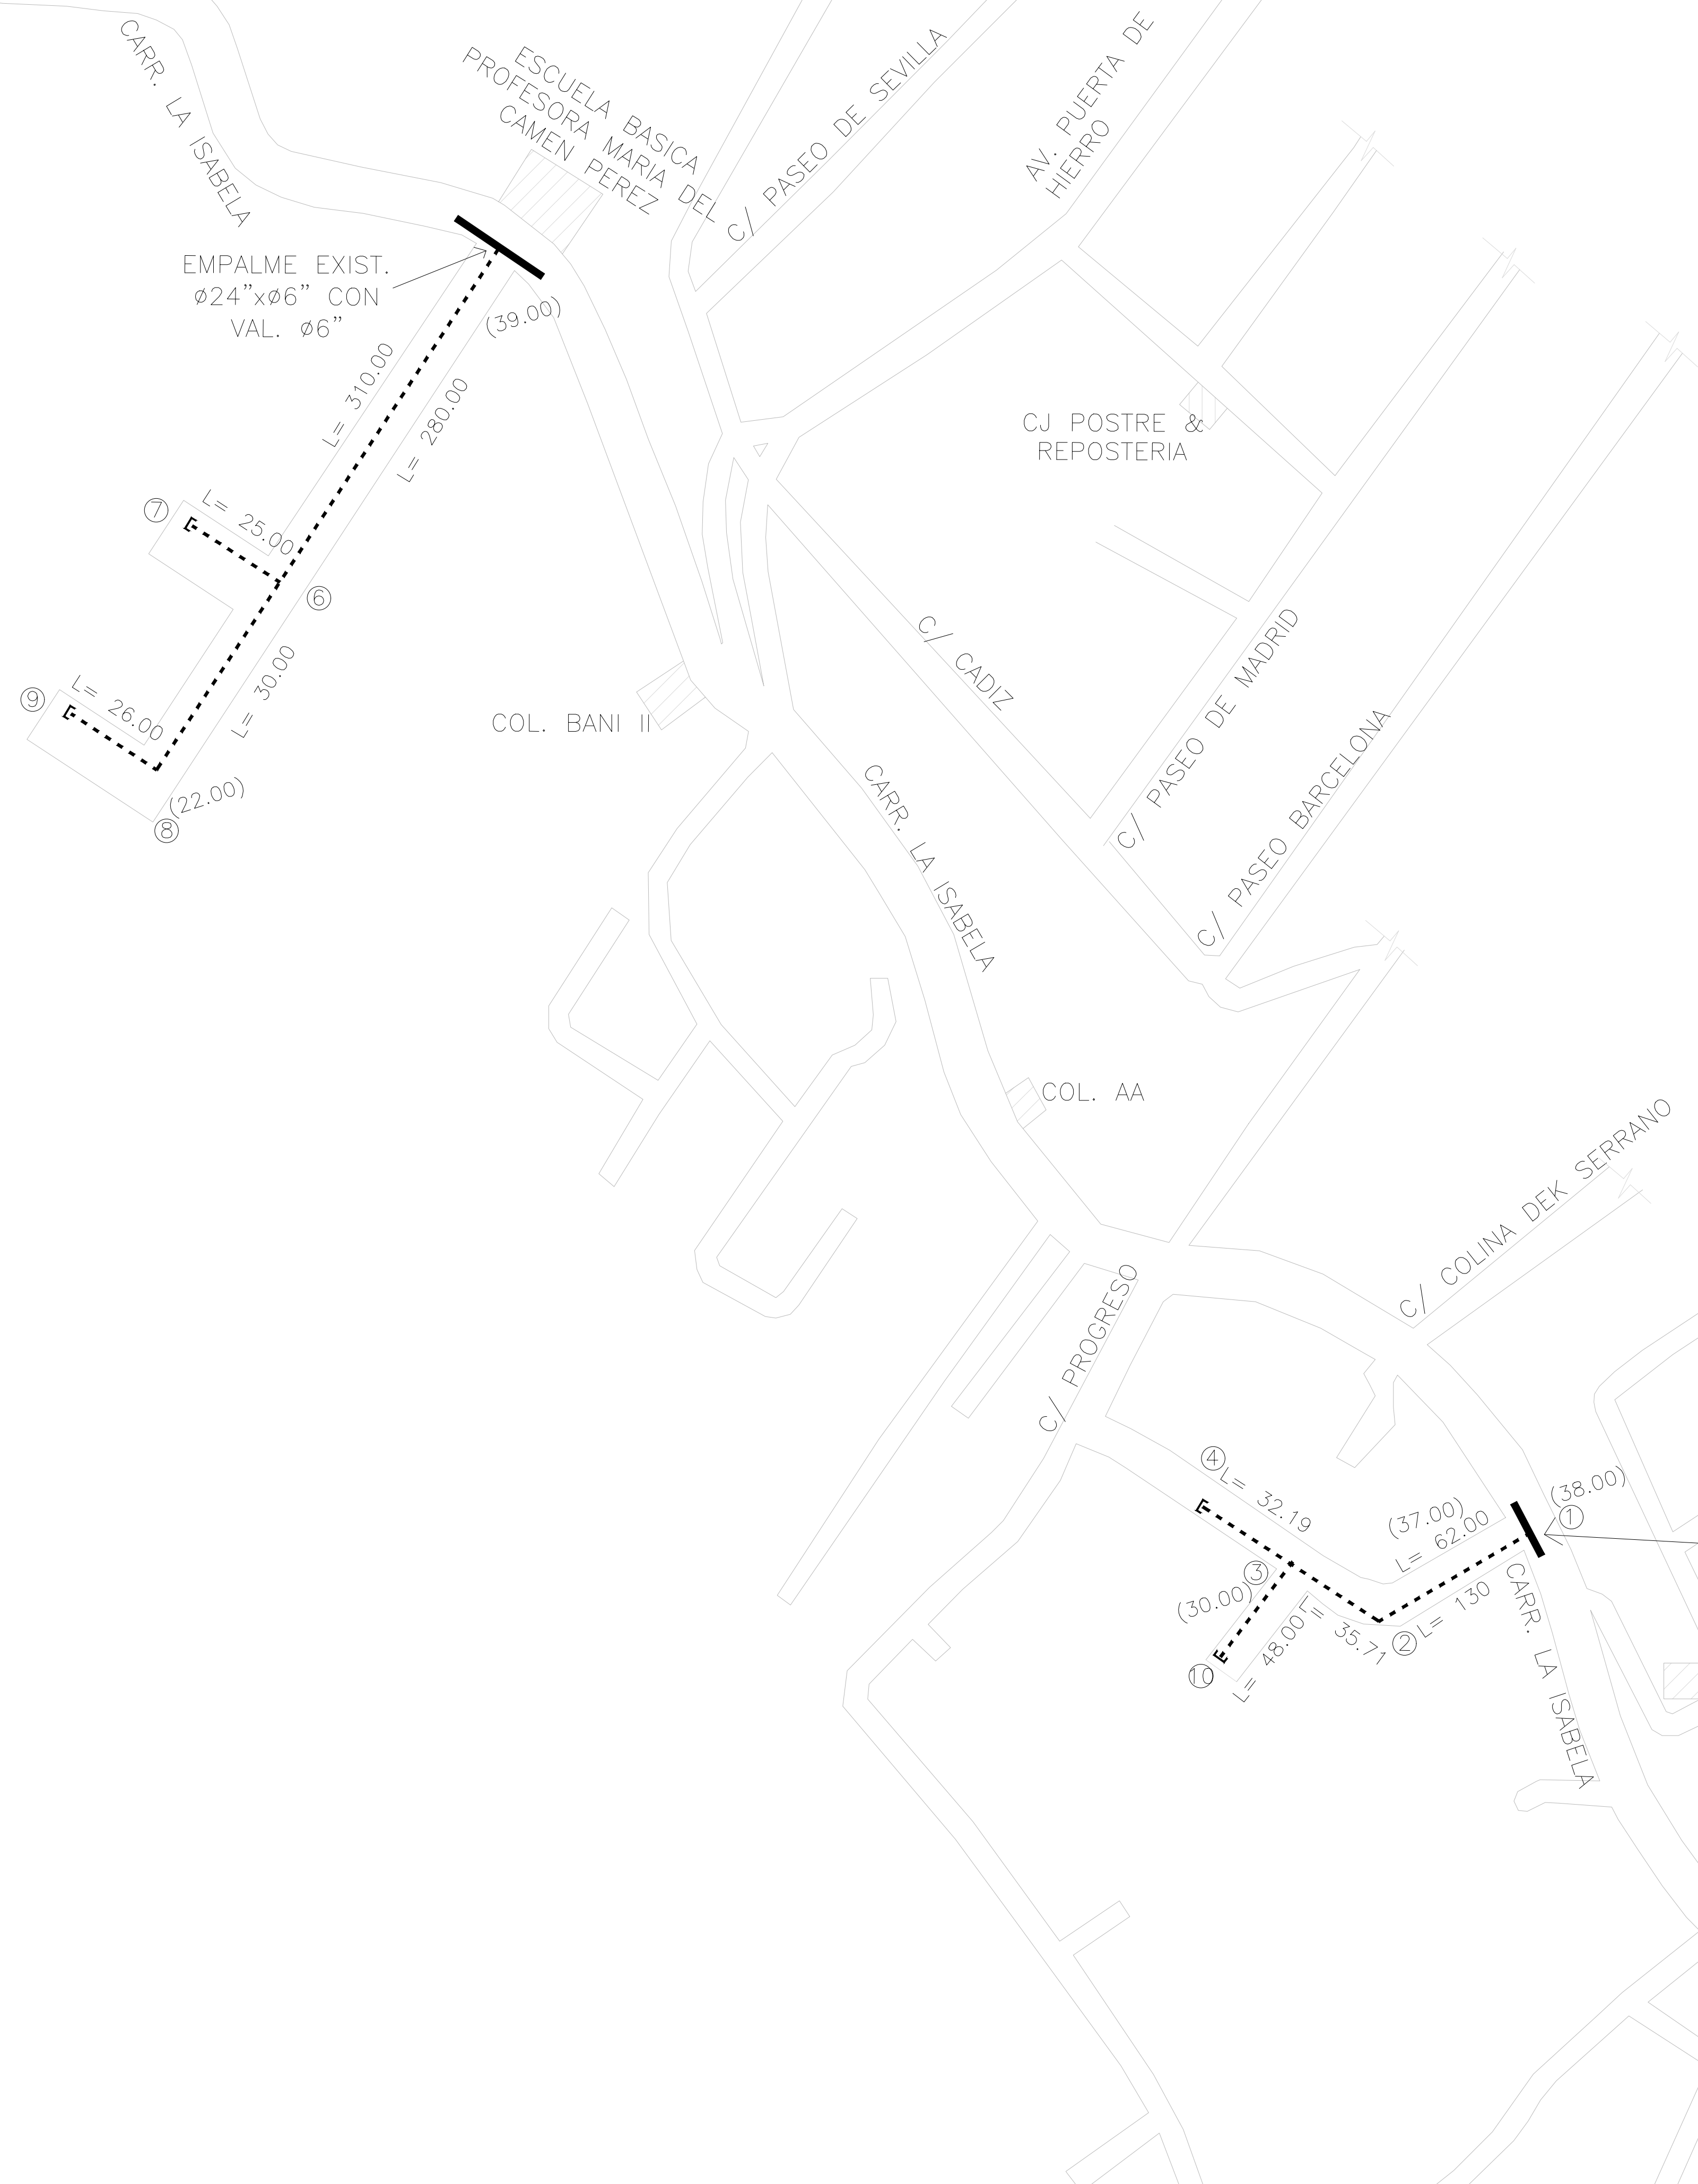 CARR. LA ISABELA
ESCUELA BASICA
PROFESORA MARIA DEL
CAMEN PEREZ
C/ PASEO DE SEVILLA
AV. PUERTA DE
HIERRO
EMPALME EXIST.
ø24”xø6” CON
VAL. ø6”
(39.00)
L= 310.00
L= 280.00
CJ POSTRE &
REPOSTERIA
7
L= 25.00
6
L= 30.00
9
L= 26.00
(22.00)
8
COL. BANI II
C/ CADIZ
C/ PASEO DE MADRID
C/ PASEO BARCELONA
CARR. LA ISABELA
COL. AA
C/ COLINA DEK SERRANO
C/ PROGRESO
4
L= 32.19
(37.00)
L= 62.00
(38.00)
1
3
(30.00)
L= 48.00
L= 35.71
2
L= 130
10
CARR. LA ISABELA